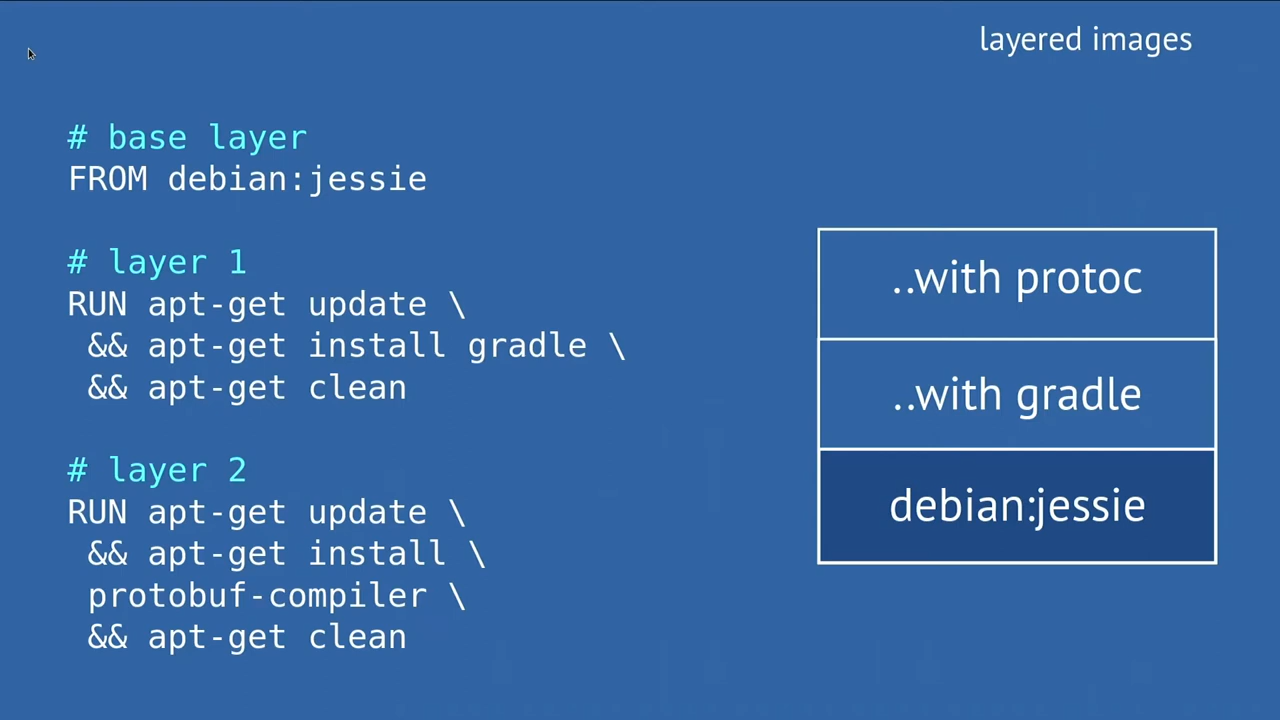 layered images
# base layer
FROM debian:jessie
# layer 1
RUN apt-get update \
 && apt-get install gradle \
 && apt-get clean
# layer 2
RUN apt-get update \
 && apt-get install \
 protobuf-compiler \
 && apt-get clean
..with protoc
..with gradle
debian:jessie